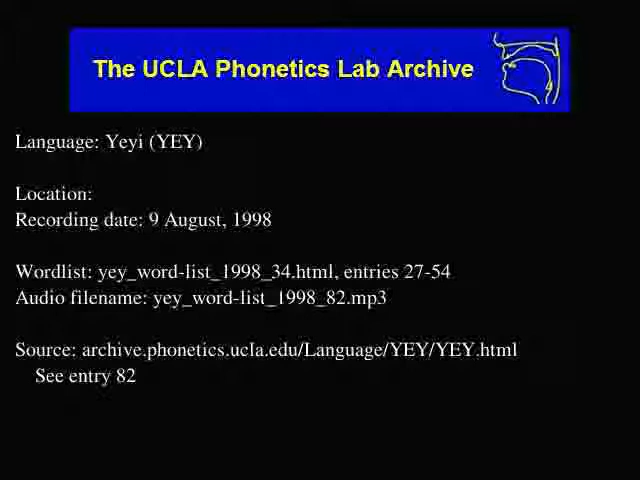 The UCLA Phonetics Lab Archive
Language: Yeyi (YEY)
Location:
Recording date: 9 August, 1998
Wordlist: yey_word-list_1998_34.html, entries 27-54
Audio filename: yey_word-list_1998_82.mp3
Source: archive.phonetics.ucla.edu/Language/YEY/YEY.html
See entry 82